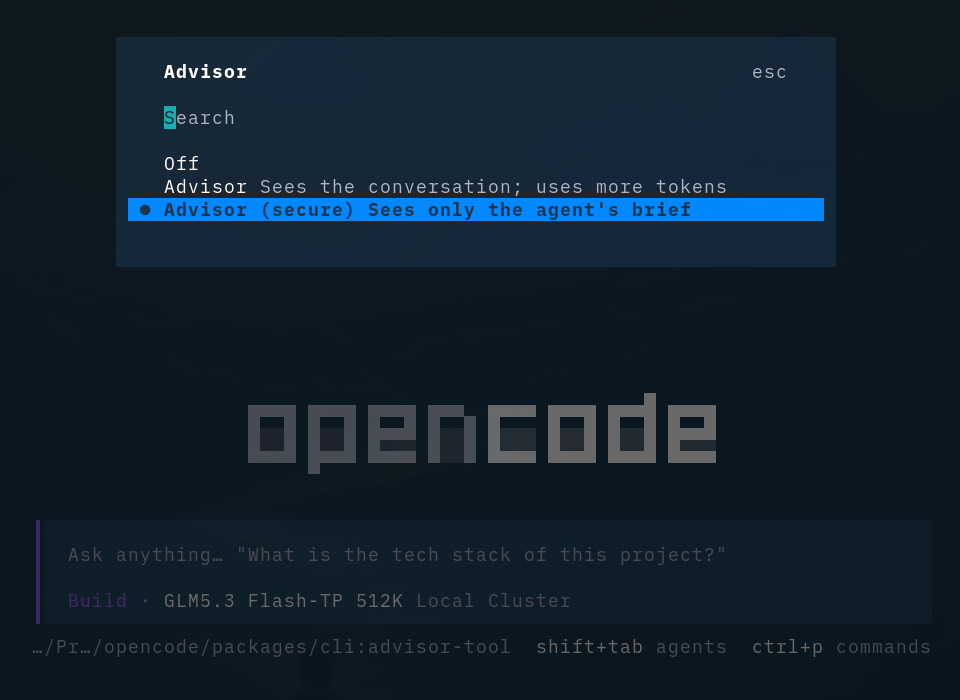 Advisor esc
Search
Off
Advisor Sees the conversation; uses more tokens
● Advisor (secure) Sees only the agent's brief
opencode
Ask anything… "What is the tech stack of this project?"
Build · GLM5.3 Flash-TP 512K Local Cluster
…/Pr…/opencode/packages/cli:advisor-tool shift+tab agents ctrl+p commands